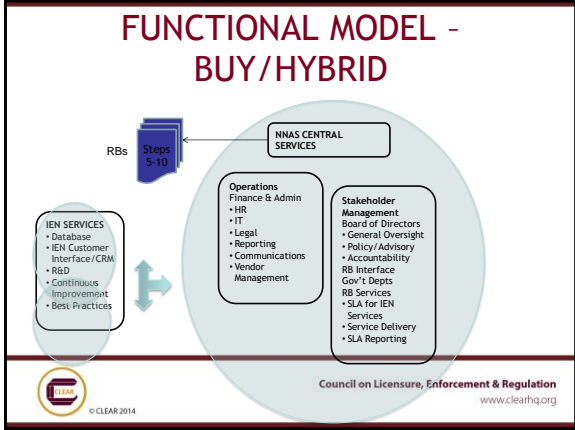 FUNCTIONAL MODEL –
BUY/HYBRID
RBs
Steps
5-10
NNAS CENTRAL
SERVICES
Operations
Finance & Admin
• HR
• IT
• Legal
• Reporting
• Communications
• Vendor
Management
Stakeholder
Management
Board of Directors
• General Oversight
• Policy/Advisory
• Accountability
RB Interface
Gov't Depts
RB Services
• SLA for IEN
Services
• Service Delivery
• SLA Reporting
IEN SERVICES
• Database
• IEN Customer
Interface/CRM
• R&D
• Continuous
Improvement
• Best Practices
CLEAR
© CLEAR 2014
Council on Licensure, Enforcement & Regulation
www.clearhq.org